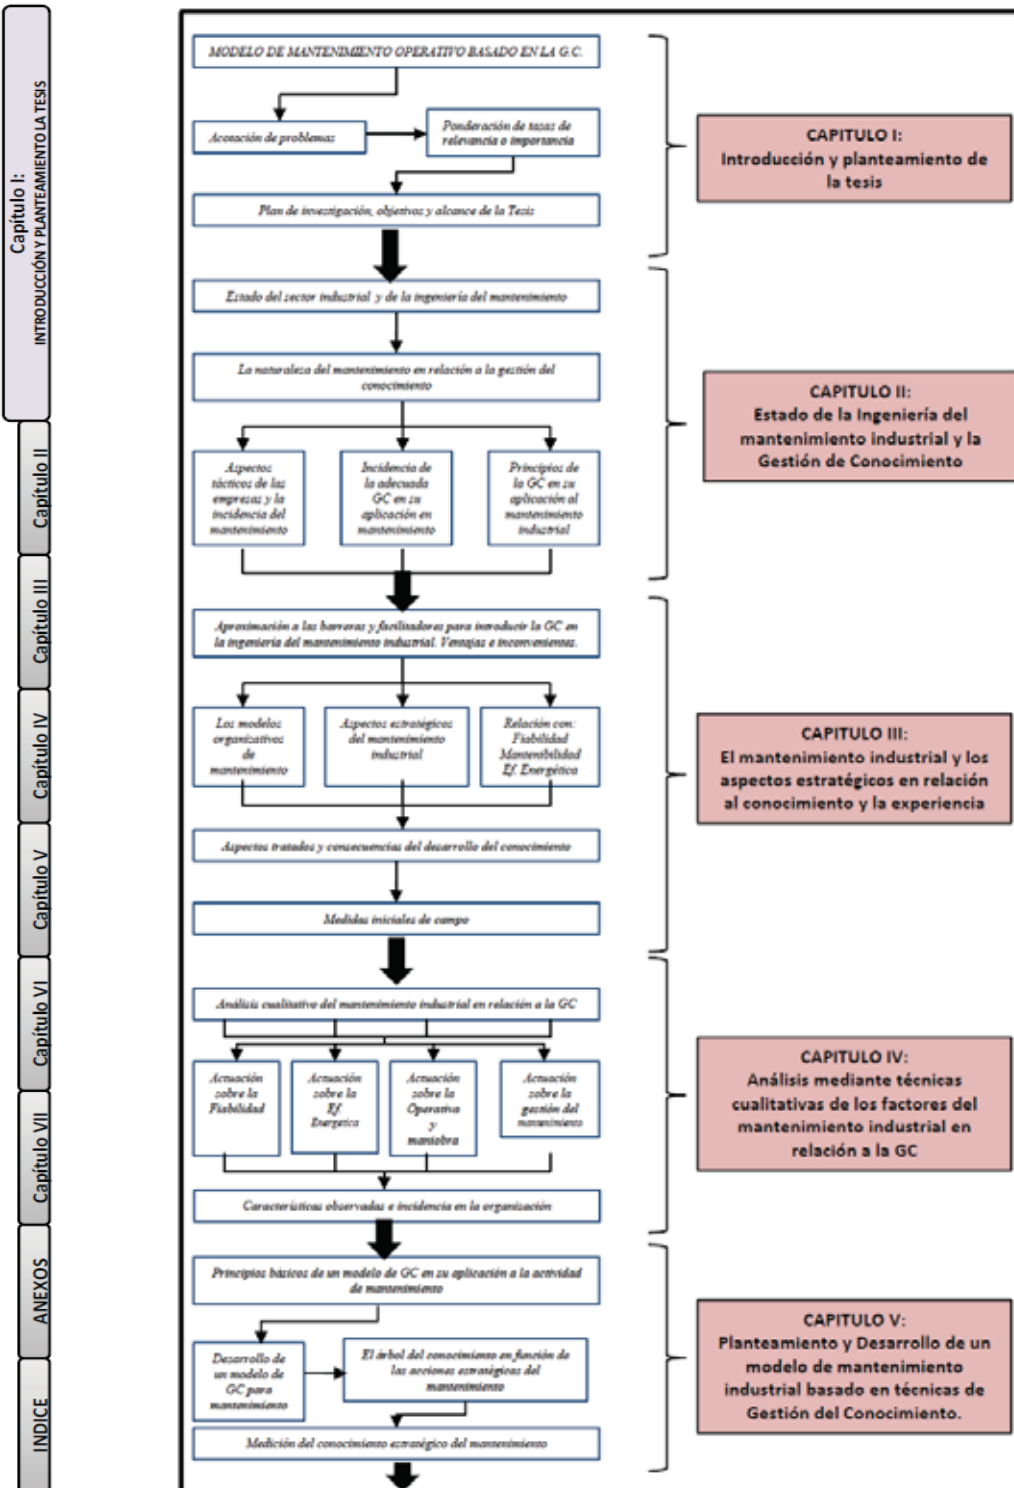 Capítulo I:
INTRODUCCIÓN Y PLANTEAMIENTO LA TESIS
Capítulo II
Capítulo III
Capítulo IV
Capítulo V
Capítulo VI
Capítulo VII
ANEXOS
INDICE
MODELO DE MANTENIMIENTO OPERATIVO BASADO EN LA G.C.
Acotación de problemas
Ponderación de tasas de
relevancia o importancia
Plan de investigación, objetivos y alcance de la Tesis
CAPITULO I:
Introducción y planteamiento de
la tesis
Estado del sector industrial y de la ingeniería del mantenimiento
La naturaleza del mantenimiento en relación a la gestión del
conocimiento
Aspectos
tácticos de las
empresas y la
incidencia del
mantenimiento
Incidencia de
la adecuada
GC en su
aplicación en
mantenimiento
Principios de
la GC en su
aplicación al
mantenimiento
industrial
CAPITULO II:
Estado de la Ingeniería del
mantenimiento industrial y la
Gestión de Conocimiento
Aproximación a las barreras y facilitadores para introducir la GC en
la ingeniería del mantenimiento industrial. Ventajas e inconvenientes.
Los modelos
organizativos
de
mantenimiento
Aspectos estratégicos
del mantenimiento
industrial
Relación con:
Fiabilidad
Mantenibilidad
Ef. Energética
Aspectos tratados y consecuencias del desarrollo del conocimiento
Medidas iniciales de campo
CAPITULO III:
El mantenimiento industrial y los
aspectos estratégicos en relación
al conocimiento y la experiencia
Análisis cualitativo del mantenimiento industrial en relación a la GC
Actuación
sobre la
Fiabilidad
Actuación
sobre la
Ef.
Energetica
Actuación
sobre la
Operativa
y
maniobra
Actuación
sobre la
gestión del
mantenimiento
Características observadas e incidencia en la organización
CAPITULO IV:
Análisis mediante técnicas
cualitativas de los factores del
mantenimiento industrial en
relación a la GC
Principios básicos de un modelo de GC en su aplicación a la actividad
de mantenimiento
Desarrollo de
un modelo de
GC para
mantenimiento
El árbol del conocimiento en función de
las acciones estratégicas del
mantenimiento
Medición del conocimiento estratégico del mantenimiento
CAPITULO V:
Planteamiento y Desarrollo de un
modelo de mantenimiento
industrial basado en técnicas de
Gestión del Conocimiento.